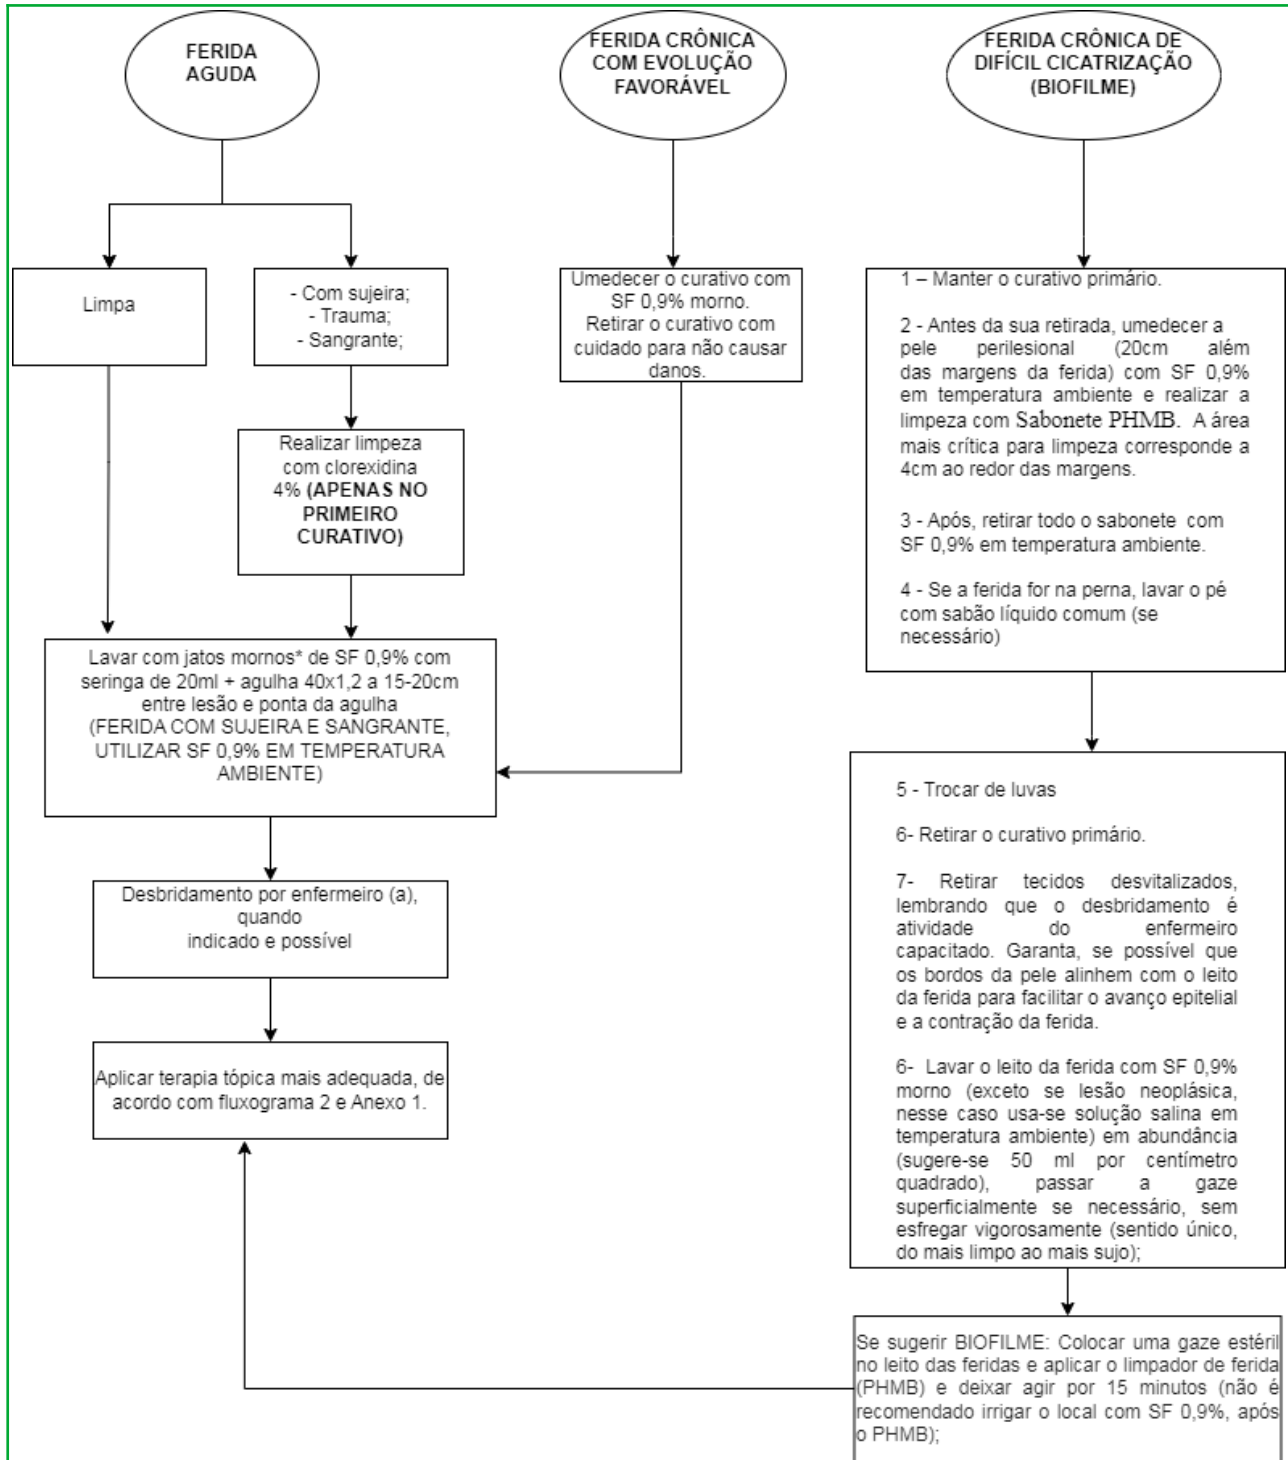 FERIDA
AGUDA
FERIDA CRÔNICA
COM EVOLUÇÃO
FAVORÁVEL
FERIDA CRÔNICA DE
DIFÍCIL CICATRIZAÇÃO
(BIOFILME)
Limpa
- Com sujeira;
- Trauma;
- Sangrante;
Umedecer o curativo com
SF 0,9% morno.
Retirar o curativo com
cuidado para não causar
danos.
1 – Manter o curativo primário.
2 - Antes da sua retirada, umedecer a
pele perilesional (20cm além
das margens da ferida) com SF 0,9%
em temperatura ambiente e realizar a
limpeza com Sabonete PHMB. A área
mais crítica para limpeza corresponde a
4cm ao redor das margens.
3 - Após, retirar todo o sabonete com
SF 0,9% em temperatura ambiente.
4 - Se a ferida for na perna, lavar o pé
com sabão líquido comum (se
necessário)
Realizar limpeza
com clorexidina
4% (APENAS NO
PRIMEIRO
CURATIVO)
Lavar com jatos mornos* de SF 0,9% com
seringa de 20ml + agulha 40x1,2 a 15-20cm
entre lesão e ponta da agulha
(FERIDA COM SUJEIRA E SANGRANTE,
UTILIZAR SF 0,9% EM TEMPERATURA
AMBIENTE)
Desbridamento por enfermeiro (a),
quando
indicado e possível
Aplicar terapia tópica mais adequada, de
acordo com fluxograma 2 e Anexo 1.
5 - Trocar de luvas
6- Retirar o curativo primário.
7- Retirar tecidos desvitalizados,
lembrando que o desbridamento é
atividade do enfermeiro
capacitado. Garanta, se possível que
os bordos da pele alinhem com o leito
da ferida para facilitar o avanço epitelial
e a contração da ferida.
6- Lavar o leito da ferida com SF 0,9%
morno (exceto se lesão neoplásica,
nesse caso usa-se solução salina em
temperatura ambiente) em abundância
(sugere-se 50 ml por centímetro
quadrado), passar a gaze
superficialmente se necessário, sem
esfregar vigorosamente (sentido único,
do mais limpo ao mais sujo);
Se sugerir BIOFILME: Colocar uma gaze estéril
no leito das feridas e aplicar o limpador de ferida
(PHMB) e deixar agir por 15 minutos (não é
recomendado irrigar o local com SF 0,9%, após
o PHMB);